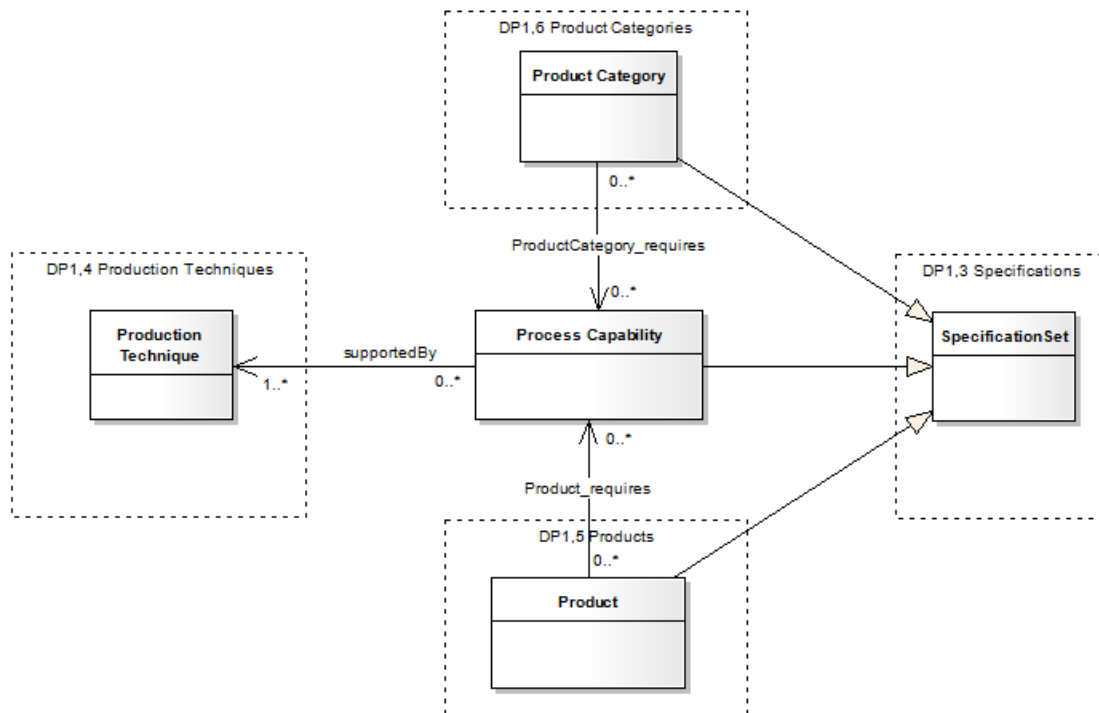 DP1,6 Product Categories
Product Category
0..*
ProductCategory_requires
0..*
DP1,4 Production Techniques
Production
Technique
1..*
supportedBy
0..*
Process Capability
0..*
DP1,3 Specifications
SpecificationSet
Product_requires
DP1,5 Products
0..*
Product